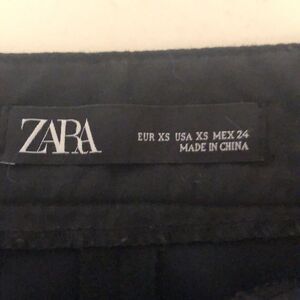 ZARA
EUR XS USA XS MEX 24
MADE IN CHINA